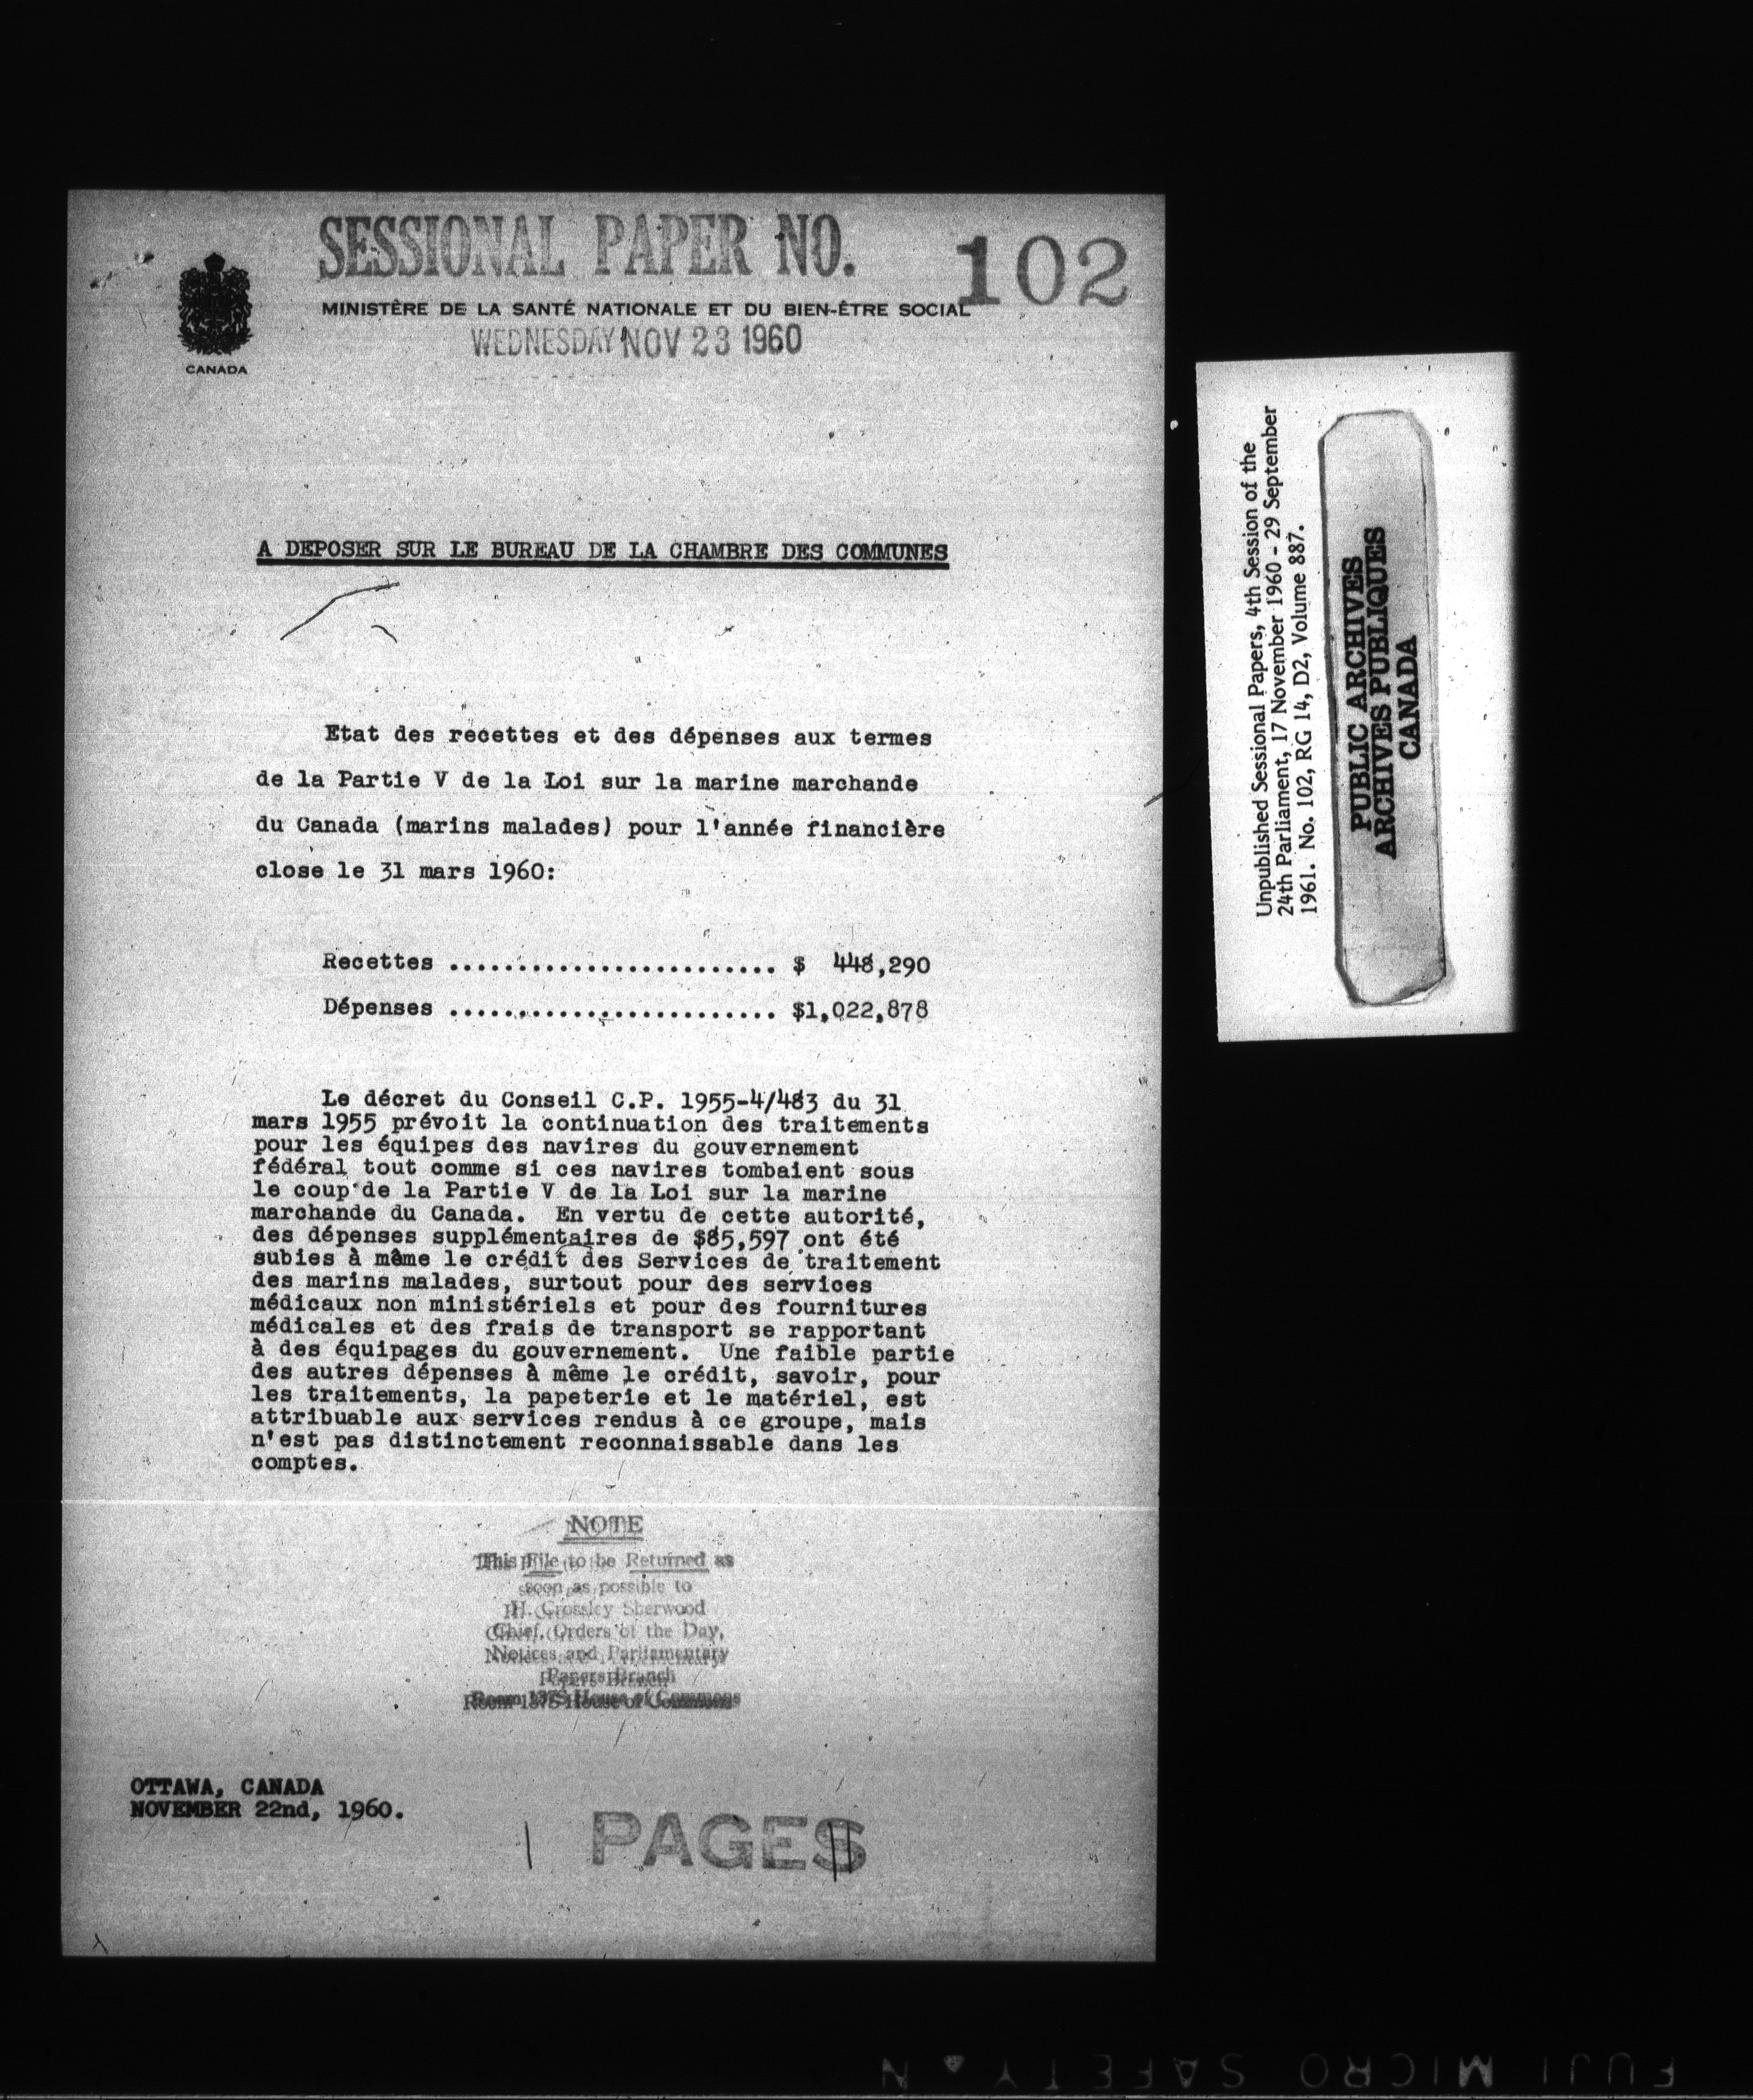 SESSIONAL PAPER NO. 102
MINISTÈRE DE LA SANTÉ NATIONALE ET DU BIEN-ÊTRE SOCIAL
WEDNESDAY NOV 23 1960
CANADA
A DEPOSER SUR LE BUREAU DE LA CHAMBRE DES COMMUNES
Etat des recettes et des dépenses aux termes
de la Partie V de la Loi sur la marine marchande
du Canada (marins malades) pour l'année financière
close le 31 mars 1960:
Recettes ........................ $ 448,290
Dépenses ........................ $1,022,878
Le décret du Conseil C.P. 1955-4/483 du 31
mars 1955 prévoit la continuation des traitements
pour les équipes des navires du gouvernement
fédéral tout comme si ces navires tombaient sous
le coup de la Partie V de la Loi sur la marine
marchande du Canada. En vertu de cette autorité,
des dépenses supplémentaires de $85,597 ont été
subies à même le crédit des Services de traitement
des marins malades, surtout pour des services
médicaux non ministériels et pour des fournitures
médicales et des frais de transport se rapportant
à des équipages du gouvernement. Une faible partie
des autres dépenses à même le crédit, savoir, pour
les traitements, la papeterie et le matériel, est
attribuable aux services rendus à ce groupe, mais
n'est pas distinctement reconnaissable dans les
comptes.
NOTE
This File to be Returned as
soon as possible to
H. Crossley Sherwood
Chief, Orders of the Day,
Notices and Parliamentary
Papers Branch
Room House of Commons
OTTAWA, CANADA
NOVEMBER 22nd, 1960.
1 PAGES
Unpublished Sessional Papers, 4th Session of the
24th Parliament, 17 November 1960 - 29 September
1961. No. 102, RG 14, D2, Volume 887.
PUBLIC ARCHIVES
ARCHIVES PUBLIQUES
CANADA
FUJI MICRO SAFETY N